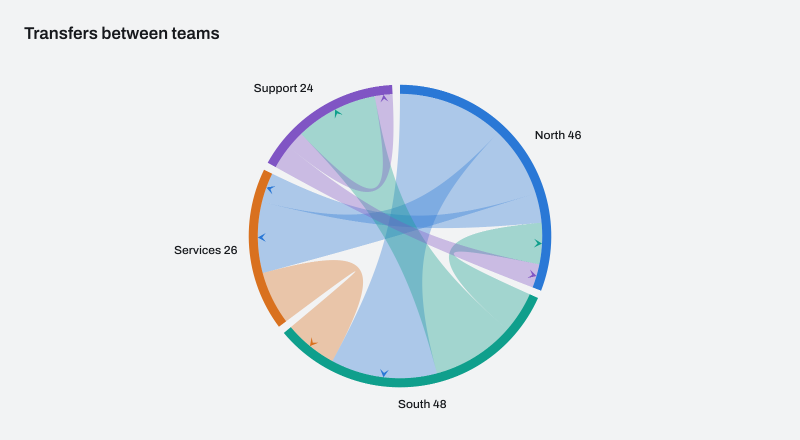 Transfers between teams
Support 24
North 46
Services 26
South 48